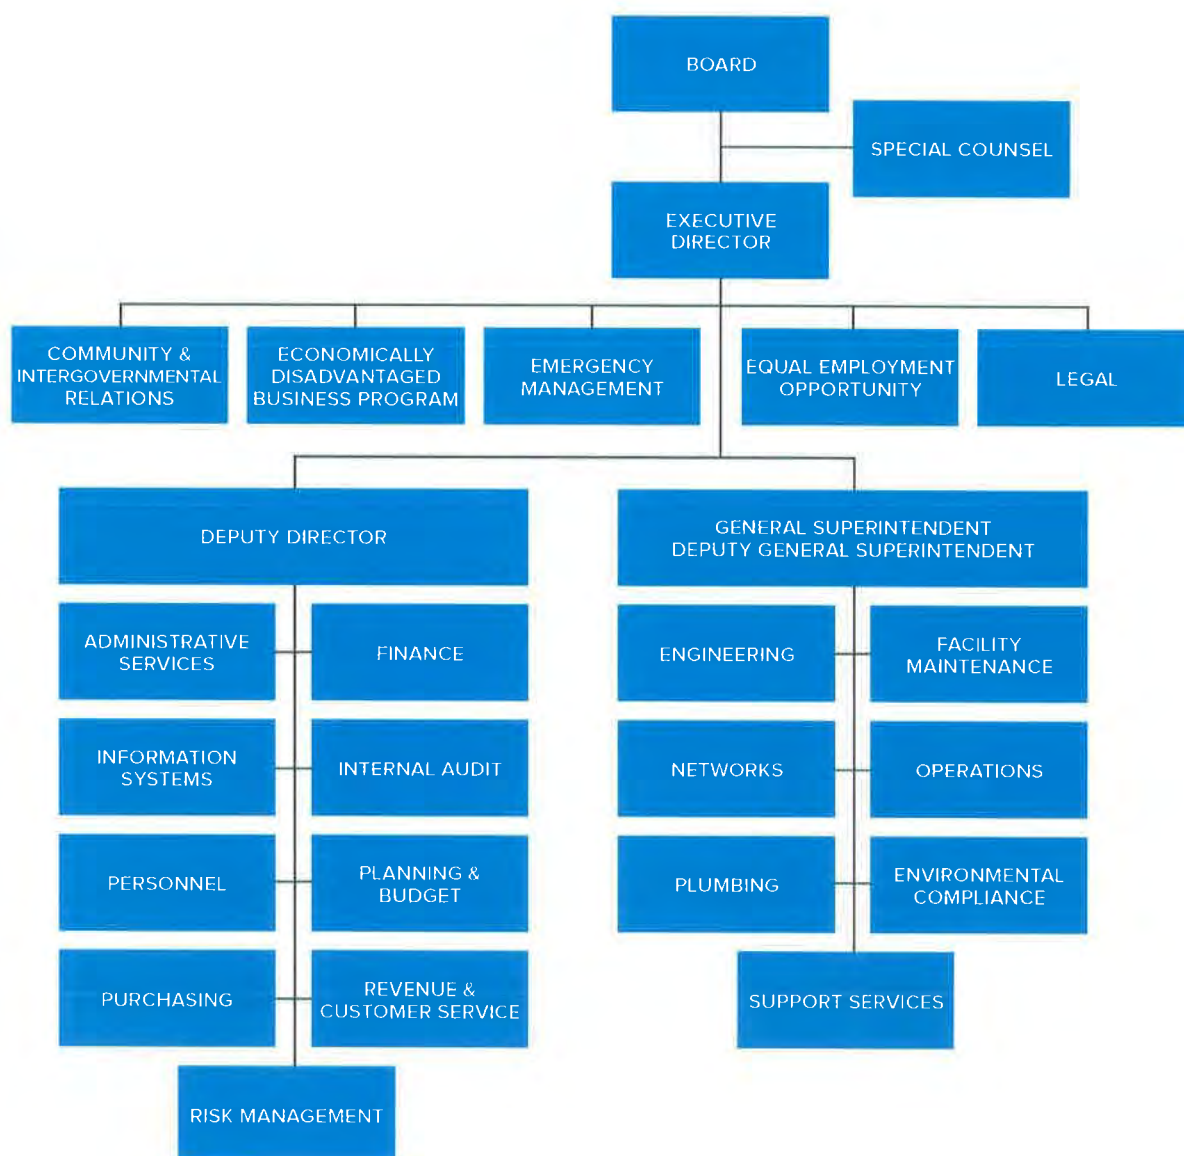 BOARD
SPECIAL COUNSEL
EXECUTIVE
DIRECTOR
COMMUNITY &
INTERGOVERNMENTAL
RELATIONS
ECONOMICALLY
DISADVANTAGED
BUSINESS PROGRAM
EMERGENCY
MANAGEMENT
EQUAL EMPLOYMENT
OPPORTUNITY
LEGAL
DEPUTY DIRECTOR
GENERAL SUPERINTENDENT
DEPUTY GENERAL SUPERINTENDENT
ADMINISTRATIVE
SERVICES
FINANCE
ENGINEERING
FACILITY
MAINTENANCE
INFORMATION
SYSTEMS
INTERNAL AUDIT
NETWORKS
OPERATIONS
PERSONNEL
PLANNING &
BUDGET
PLUMBING
ENVIRONMENTAL
COMPLIANCE
PURCHASING
REVENUE &
CUSTOMER SERVICE
SUPPORT SERVICES
RISK MANAGEMENT